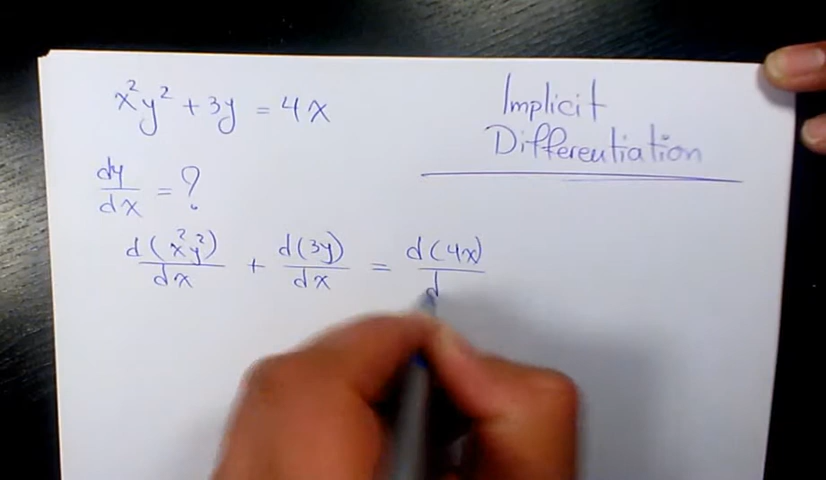 x²y² + 3y = 4x
Implicit
Differentiation
dy/dx = ?
d(x²y²)/dx + d(3y)/dx = d(4x)/d